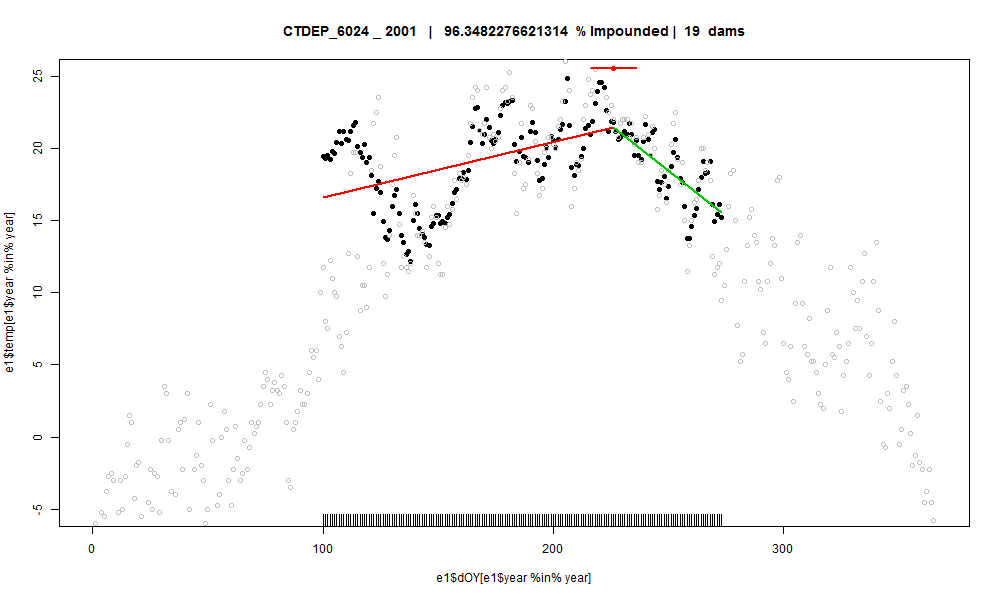 CTDEP_6024 _ 2001 | 96.3482276621314 % Impounded | 19 dams
25
20
15
10
5
0
-5
e1$temp[e1$year %in% year]
0 100 200 300
e1$dOY[e1$year %in% year]